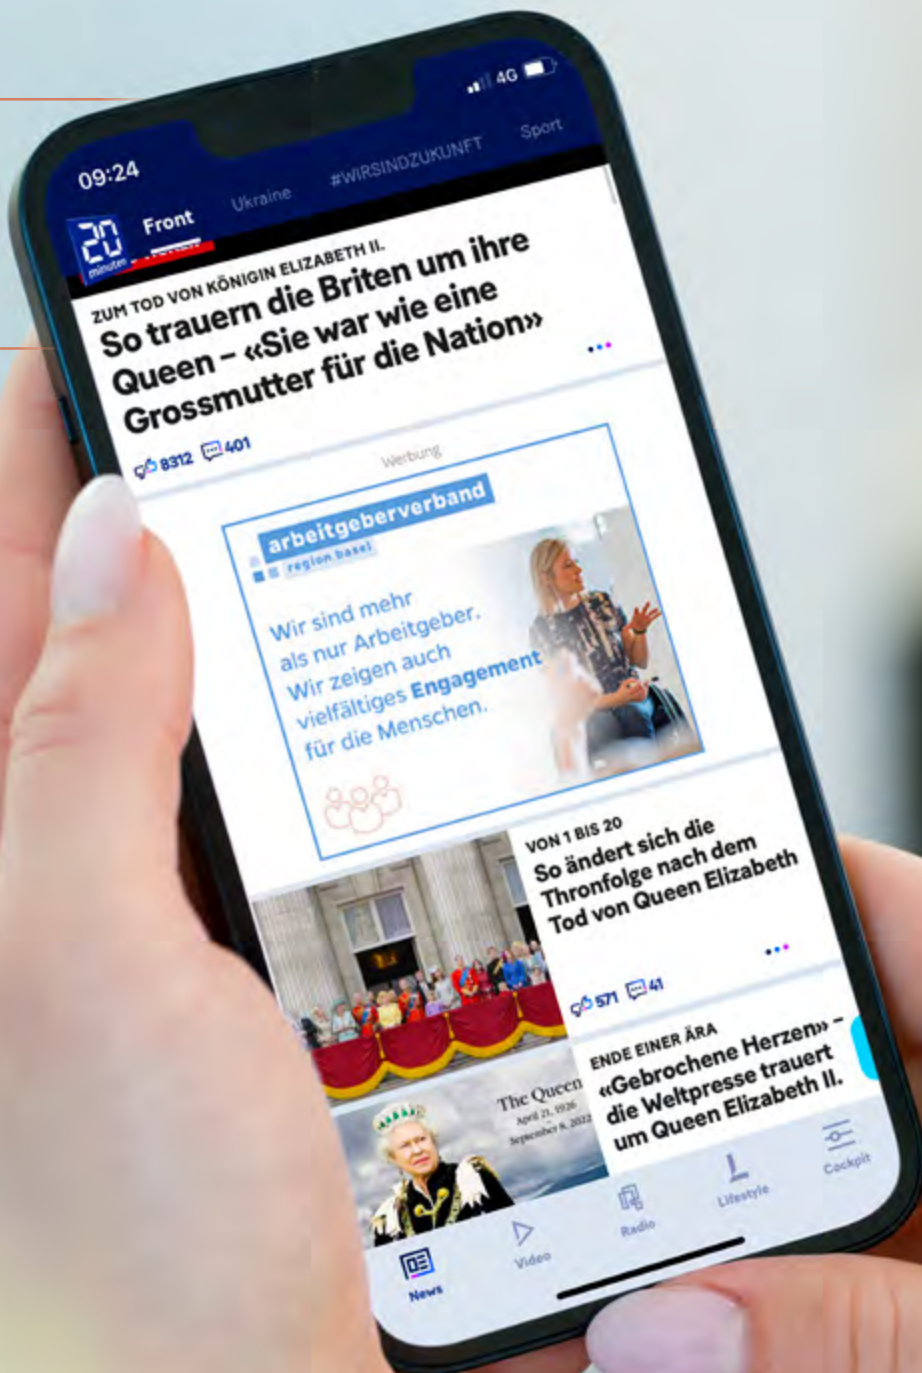 09:24
4G
20
minuten
Front
Ukraine
#WIRSINDZUKUNFT
Sport
ZUM TOD VON KÖNIGIN ELIZABETH II.
So trauern die Briten um ihre
Queen – «Sie war wie eine
Grossmutter für die Nation»
8312
401
Werbung
arbeitgeberverband
region basel
Wir sind mehr
als nur Arbeitgeber.
Wir zeigen auch
vielfältiges Engagement
für die Menschen.
VON 1 BIS 20
So ändert sich die
Thronfolge nach dem
Tod von Queen Elizabeth
571
41
The Queen
April 21, 1926
–
September 8, 2022
ENDE EINER ÄRA
«Gebrochene Herzen» –
die Weltpresse trauert
um Queen Elizabeth II.
News
Video
Radio
Lifestyle
Cockpit